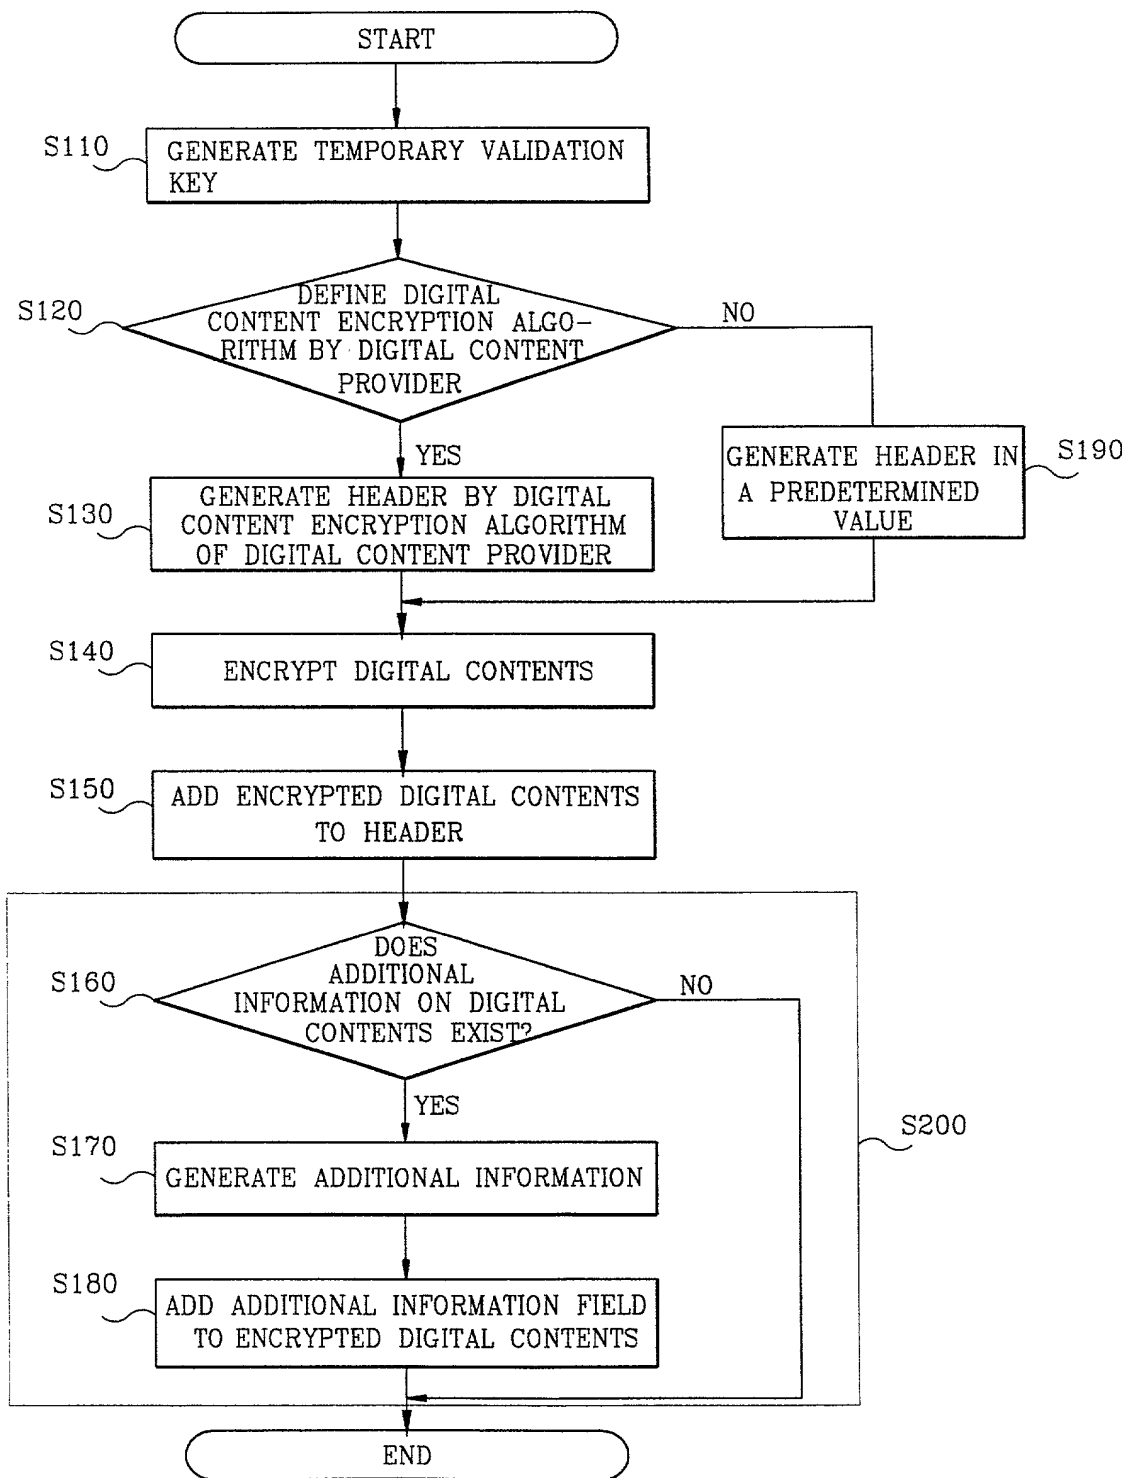 START
S110
GENERATE TEMPORARY VALIDATION
KEY
S120
DEFINE DIGITAL
CONTENT ENCRYPTION ALGO-
RITHM BY DIGITAL CONTENT
PROVIDER
NO
YES
GENERATE HEADER IN
A PREDETERMINED
VALUE
S190
S130
GENERATE HEADER BY DIGITAL
CONTENT ENCRYPTION ALGORITHM
OF DIGITAL CONTENT PROVIDER
S140
ENCRYPT DIGITAL CONTENTS
S150
ADD ENCRYPTED DIGITAL CONTENTS
TO HEADER
S160
DOES
ADDITIONAL
INFORMATION ON DIGITAL
CONTENTS EXIST?
NO
YES
S200
S170
GENERATE ADDITIONAL INFORMATION
S180
ADD ADDITIONAL INFORMATION FIELD
TO ENCRYPTED DIGITAL CONTENTS
END